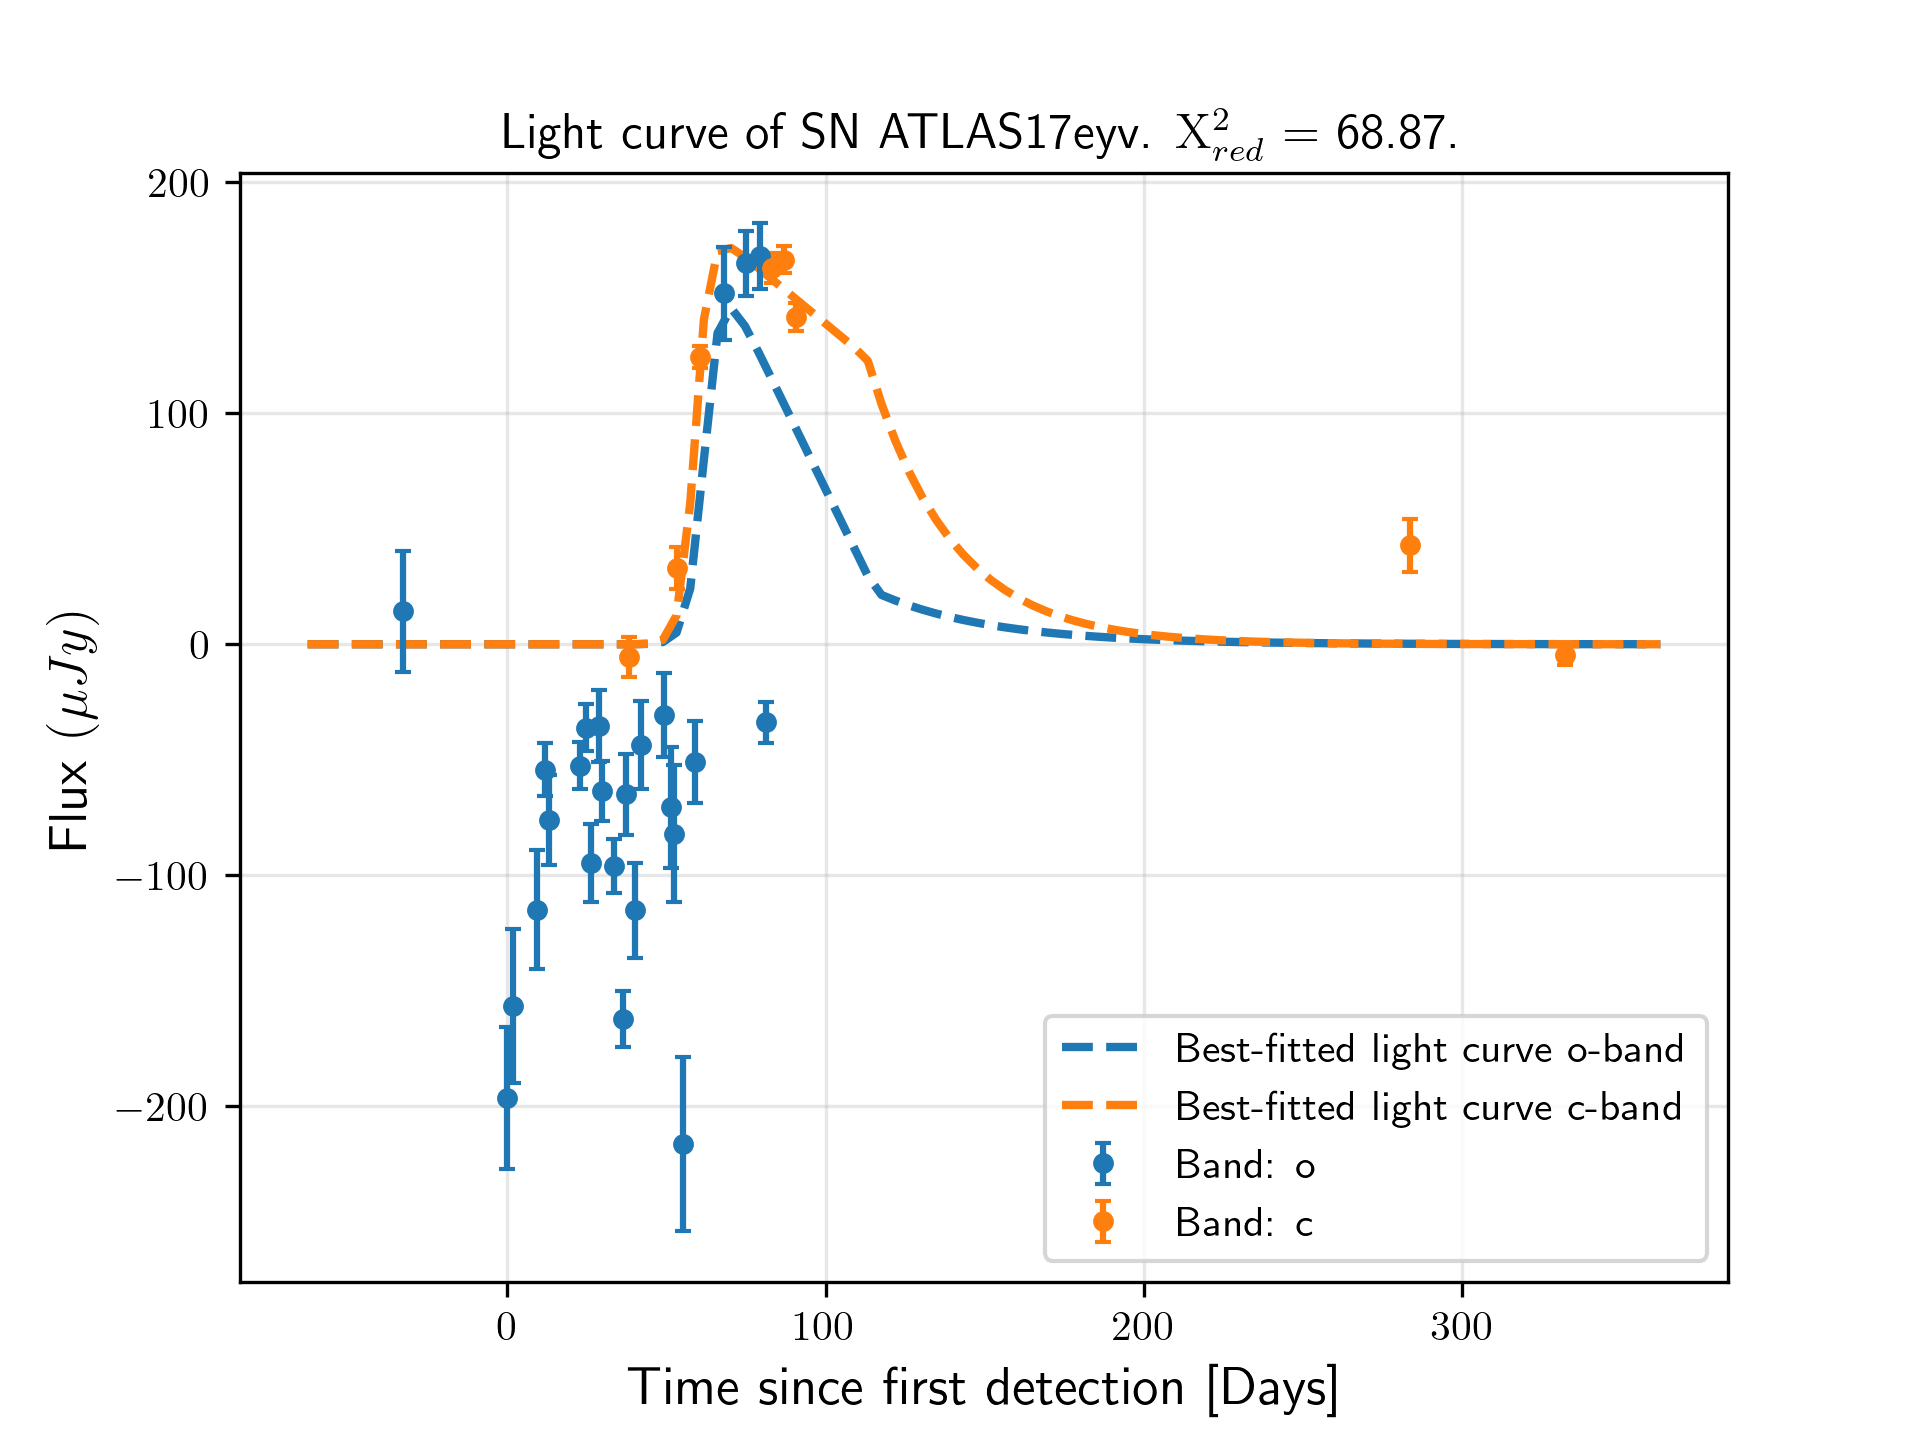 Light curve of SN ATLAS17eyv. X²_red = 68.87.
200
100
0
−100
−200
Flux (μJy)
0 100 200 300
Time since first detection [Days]
Best-fitted light curve o-band
Best-fitted light curve c-band
Band: o
Band: c